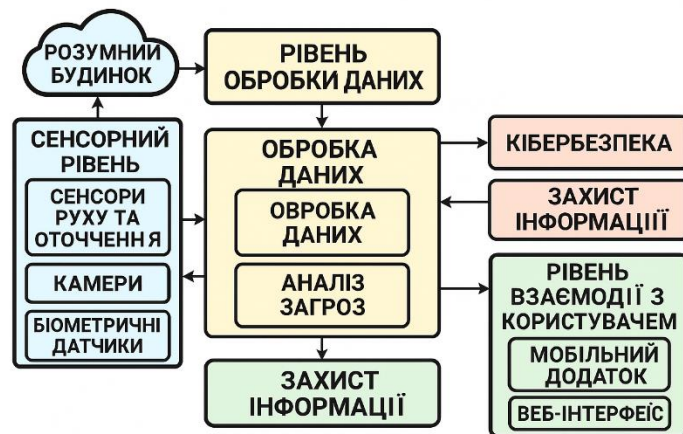 РОЗУМНИЙ
БУДИНОК
РІВЕНЬ
ОБРОБКИ ДАНИХ
СЕНСОРНИЙ
РІВЕНЬ
СЕНСОРИ
РУХУ ТА
ОТОЧЧЕННЯ
КАМЕРИ
БІОМЕТРИЧНІ
ДАТЧИКИ
ОБРОБКА
ДАНИХ
ОВРОБКА
ДАНИХ
АНАЛІЗ
ЗАГРОЗ
ЗАХИСТ
ІНФОРМАЦІЇ
КІБЕРБЕЗПЕКА
ЗАХИСТ
ІНФОРМАЦІІЇ
РІВЕНЬ
ВЗАЄМОДІЇ З
КОРИСТУВАЧЕМ
МОБІЛЬНИЙ
ДОДАТОК
ВЕБ-ІНТЕРФЕЇС